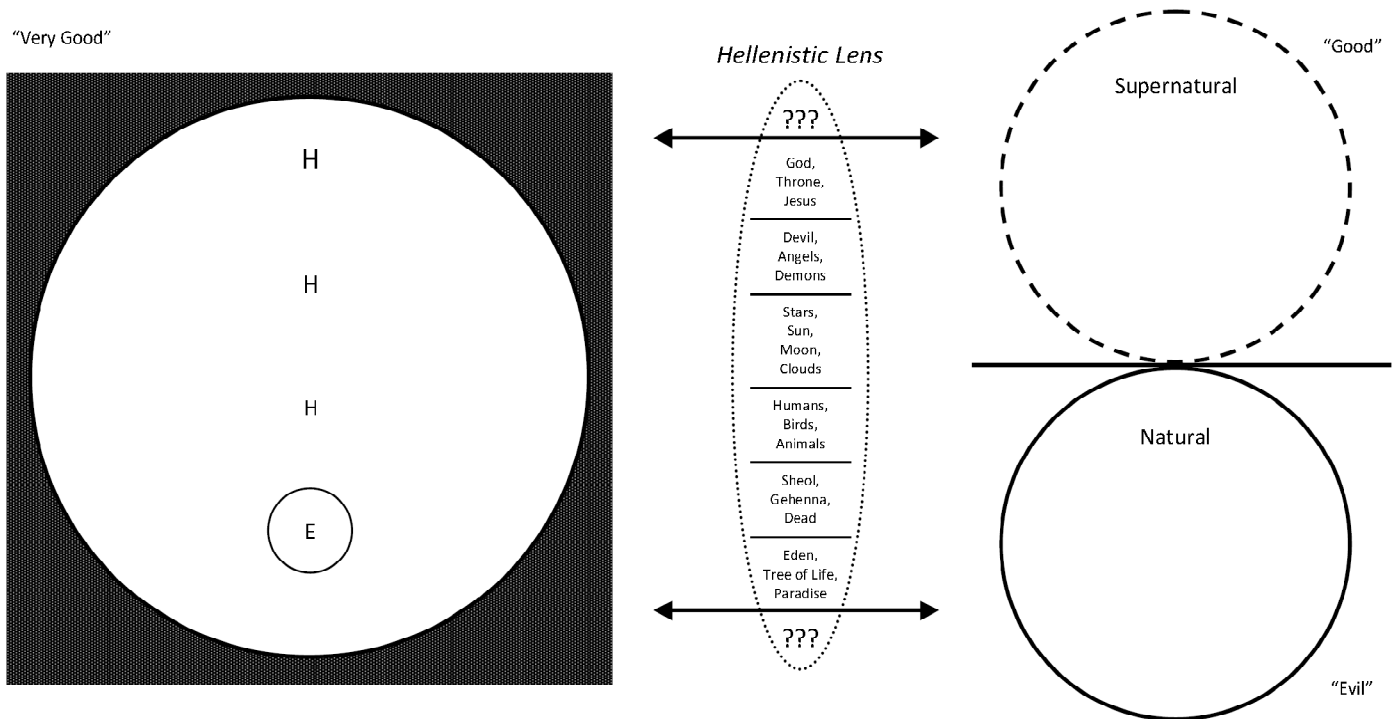 “Very Good”
H
H
H
E
Hellenistic Lens
???
God,
Throne,
Jesus
Devil,
Angels,
Demons
Stars,
Sun,
Moon,
Clouds
Humans,
Birds,
Animals
Sheol,
Gehenna,
Dead
Eden,
Tree of Life,
Paradise
???
“Good”
Supernatural
Natural
“Evil”